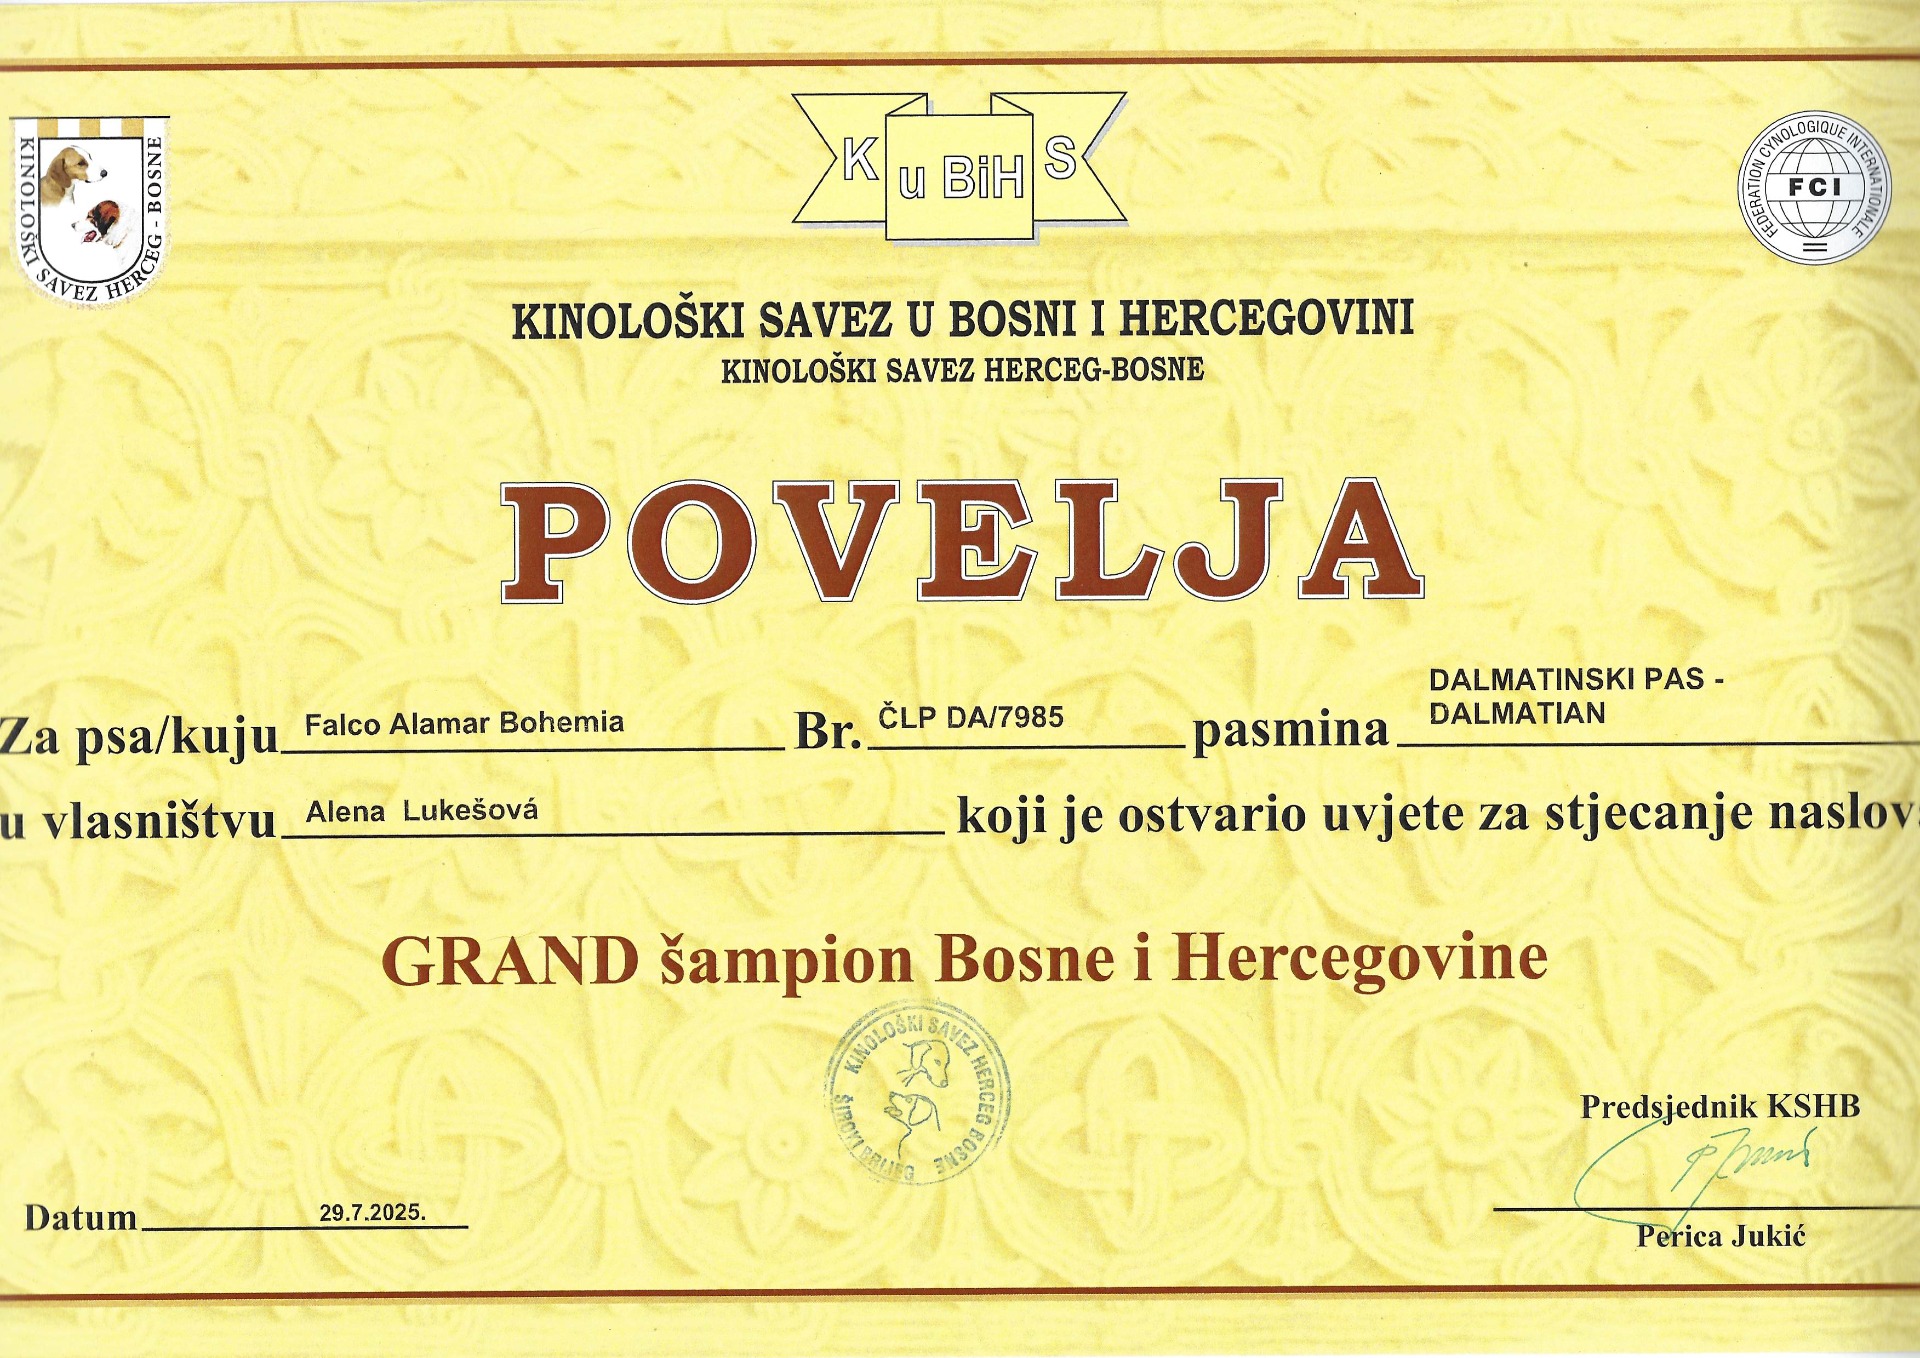 K u BiH S
KINOLOŠKI SAVEZ HERCEG - BOSNE
FEDERATION CYNOLOGIQUE INTERNATIONALE
FCI
KINOLOŠKI SAVEZ U BOSNI I HERCEGOVINI
KINOLOŠKI SAVEZ HERCEG-BOSNE
POVELJA
Za psa/kuju Falco Alamar Bohemia Br. ČLP DA/7985 pasmina DALMATINSKI PAS -
DALMATIAN
u vlasništvu Alena Lukešová koji je ostvario uvjete za stjecanje naslova
GRAND šampion Bosne i Hercegovine
KINOLOŠKI SAVEZ HERCEG BOSNE
ŠIROKI BRIJEG
Predsjednik KSHB
Datum 29.7.2025.
Perica Jukić